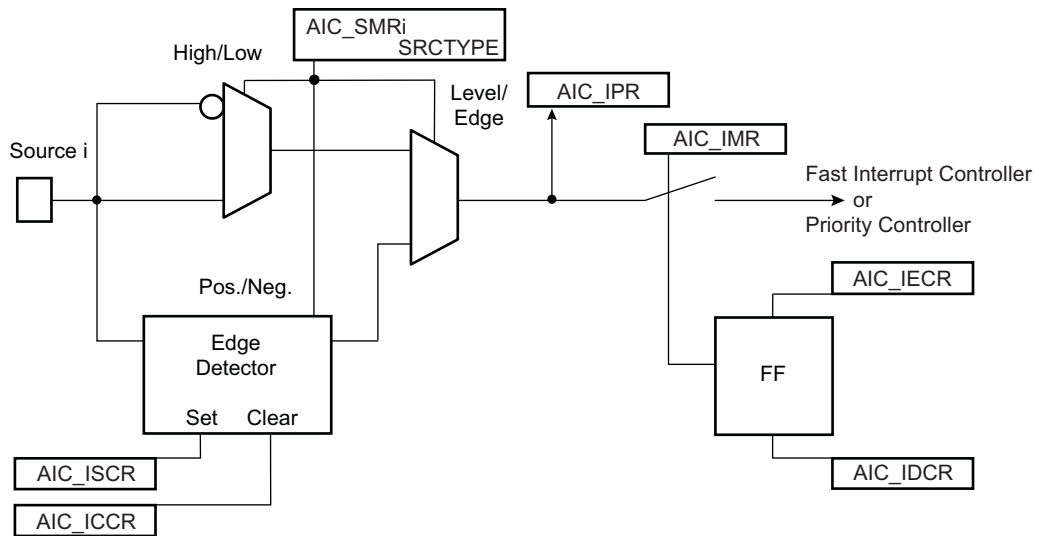 AIC_SMRi
SRCTYPE
High/Low
Level/
Edge
AIC_IPR
AIC_IMR
Source i
Fast Interrupt Controller
or
Priority Controller
Pos./Neg.
AIC_IECR
Edge
Detector
FF
Set Clear
AIC_ISCR
AIC_IDCR
AIC_ICCR